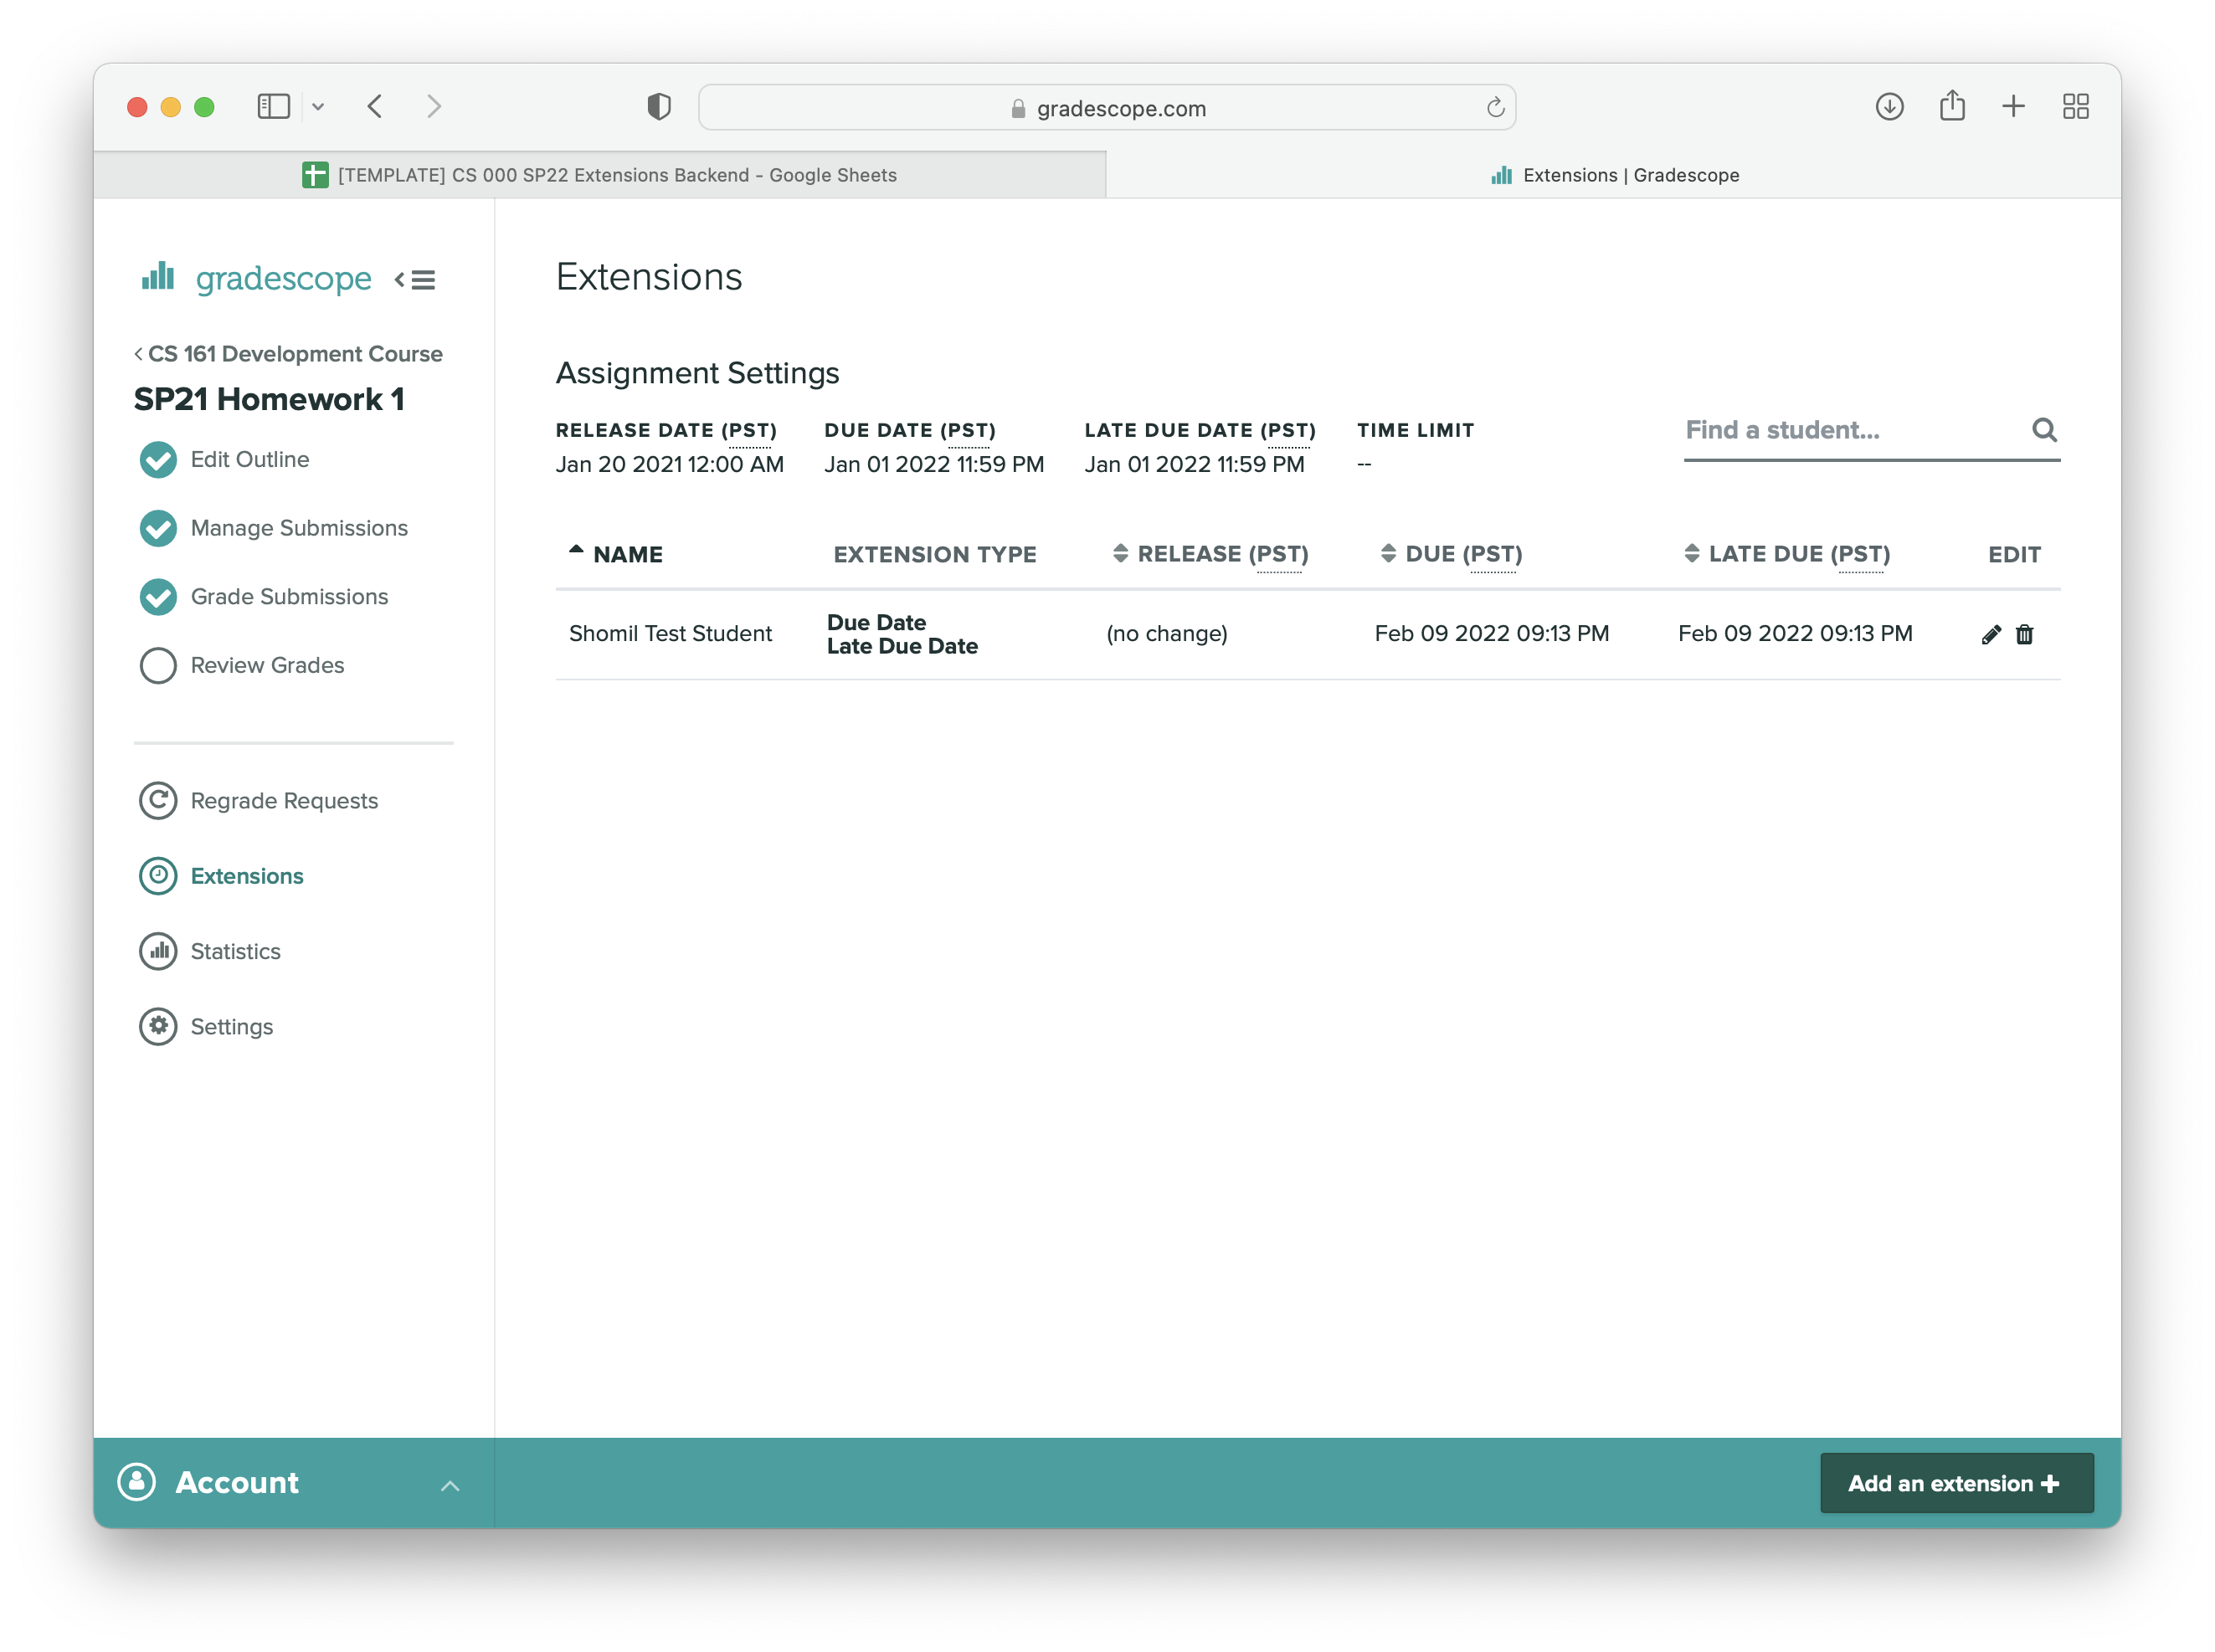 gradescope.com
[TEMPLATE] CS 000 SP22 Extensions Backend - Google Sheets
Extensions | Gradescope
gradescope
CS 161 Development Course
SP21 Homework 1
Edit Outline
Manage Submissions
Grade Submissions
Review Grades
Regrade Requests
Extensions
Statistics
Settings
Account
Extensions
Assignment Settings
RELEASE DATE (PST) DUE DATE (PST) LATE DUE DATE (PST) TIME LIMIT
Jan 20 2021 12:00 AM Jan 01 2022 11:59 PM Jan 01 2022 11:59 PM --
Find a student...
NAME EXTENSION TYPE RELEASE (PST) DUE (PST) LATE DUE (PST) EDIT
Shomil Test Student Due Date
Late Due Date (no change) Feb 09 2022 09:13 PM Feb 09 2022 09:13 PM
Add an extension